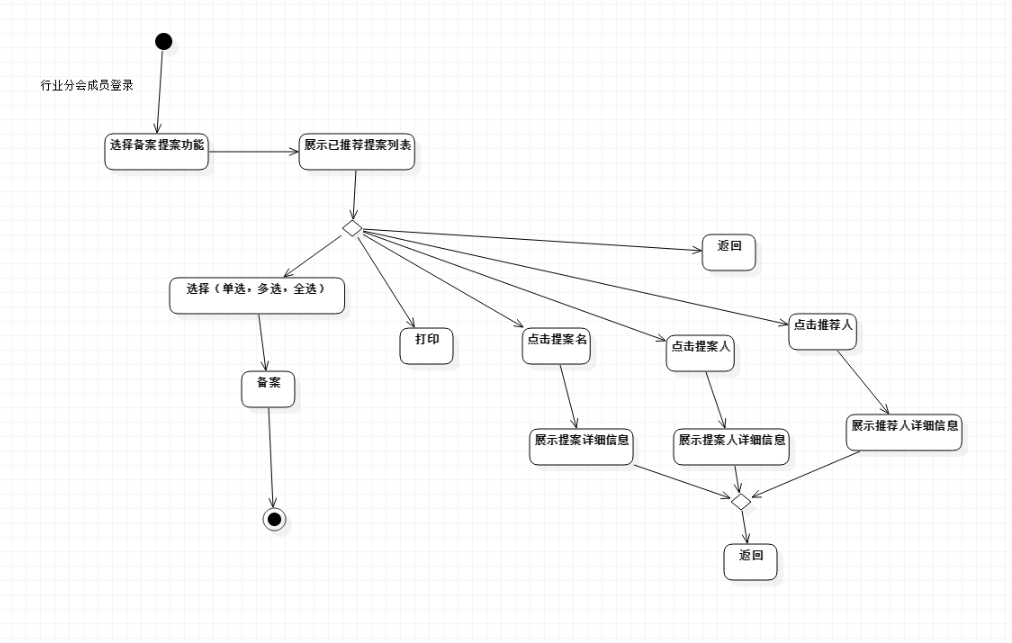 行业分会成员登录
选择备案提案功能
展示已推荐提案列表
返回
选择（单选，多选，全选）
打印
点击提案名
点击提案人
点击推荐人
备案
展示提案详细信息
展示提案人详细信息
展示推荐人详细信息
返回